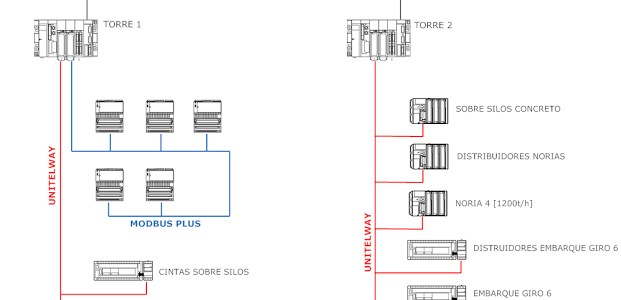 TORRE 1
TORRE 2
SOBRE SILOS CONCRETO
DISTRIBUIDORES NORIAS
UNITELWAY
NORIA 4 [1200t/h]
MODBUS PLUS
UNITELWAY
DISTRUIDORES EMBARQUE GIRO 6
CINTAS SOBRE SILOS
EMBARQUE GIRO 6